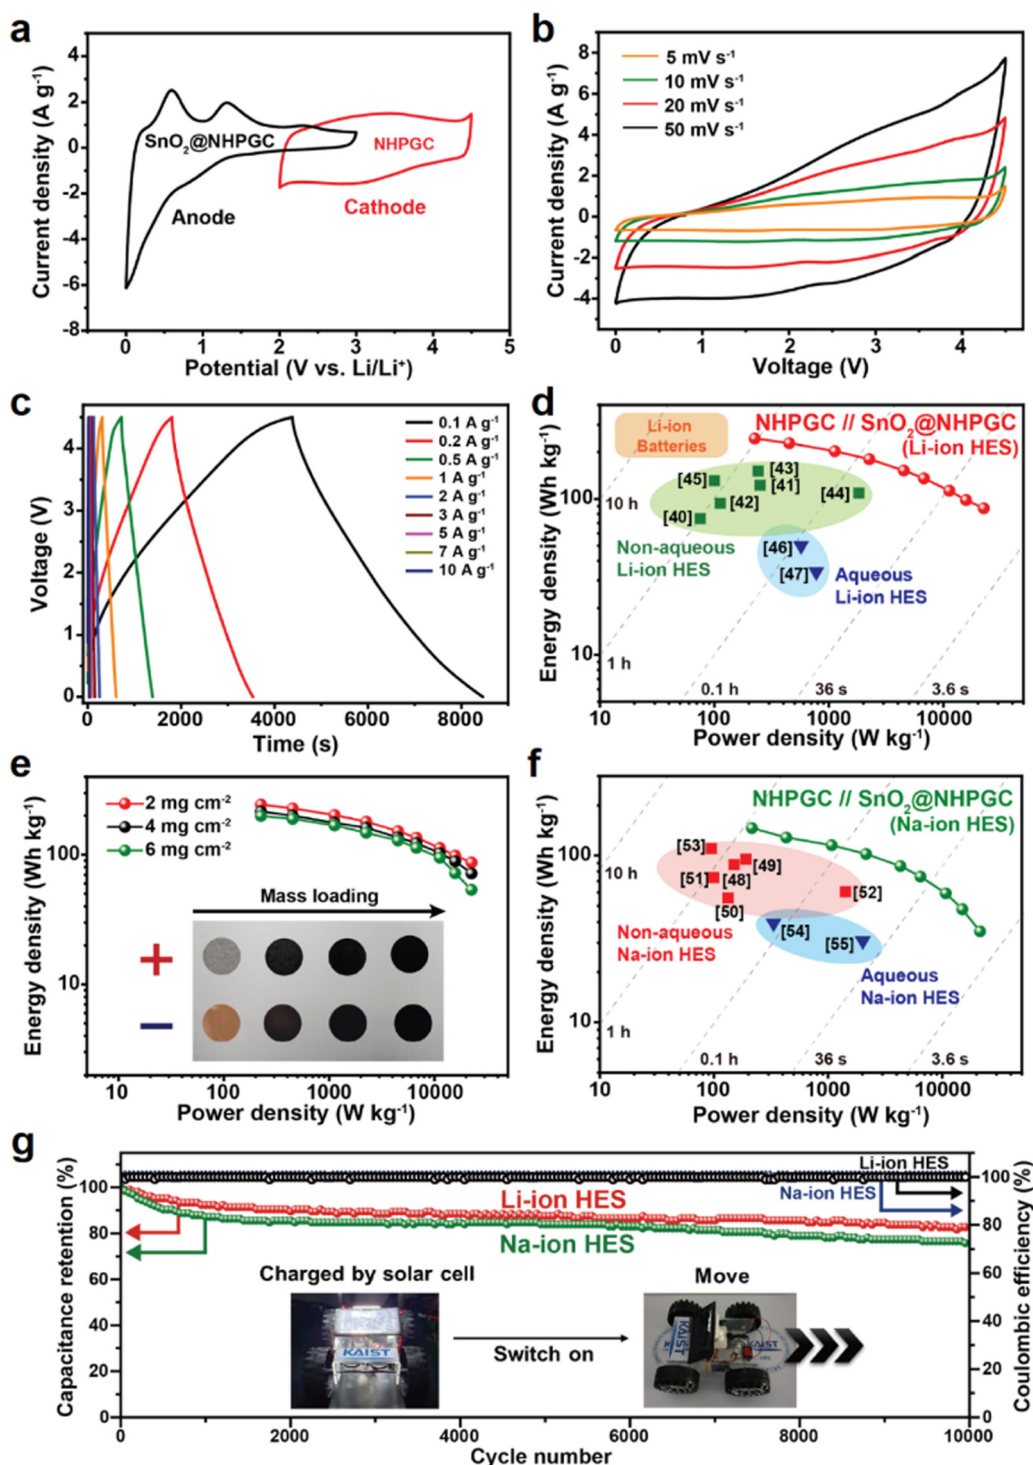 a
Current density (A g⁻¹)
4
2
0
-2
-4
-6
-8
SnO₂@NHPGC
NHPGC
Anode
Cathode
0
1
2
3
4
5
Potential (V vs. Li/Li⁺)
b
Current density (A g⁻¹)
8
6
4
2
0
-2
-4
5 mV s⁻¹
10 mV s⁻¹
20 mV s⁻¹
50 mV s⁻¹
0
1
2
3
4
Voltage (V)
c
Voltage (V)
4
3
2
1
0
0.1 A g⁻¹
0.2 A g⁻¹
0.5 A g⁻¹
1 A g⁻¹
2 A g⁻¹
3 A g⁻¹
5 A g⁻¹
7 A g⁻¹
10 A g⁻¹
0
2000
4000
6000
8000
Time (s)
d
Energy density (Wh kg⁻¹)
100
10
Li-ion
Batteries
NHPGC // SnO₂@NHPGC
(Li-ion HES)
[43]
[45]
[41]
[44]
[42]
[40]
10 h
Non-aqueous
Li-ion HES
[46]
[47]
Aqueous
Li-ion HES
1 h
0.1 h
36 s
3.6 s
10
100
1000
10000
Power density (W kg⁻¹)
e
Energy density (Wh kg⁻¹)
100
10
2 mg cm⁻²
4 mg cm⁻²
6 mg cm⁻²
Mass loading
+
−
10
100
1000
10000
Power density (W kg⁻¹)
f
Energy density (Wh kg⁻¹)
100
10
NHPGC // SnO₂@NHPGC
(Na-ion HES)
[53]
[49]
[51]
[48]
[52]
[50]
10 h
Non-aqueous
Na-ion HES
[54]
[55]
Aqueous
Na-ion HES
1 h
0.1 h
36 s
3.6 s
10
100
1000
10000
Power density (W kg⁻¹)
g
Capacitance retention (%)
100
80
60
40
20
0
Li-ion HES
Na-ion HES
Li-ion HES
Na-ion HES
Charged by solar cell
KAIST
Switch on
Move
KAIST
KAIST
100
80
60
40
20
0
Coulombic efficiency (%)
0
2000
4000
6000
8000
10000
Cycle number